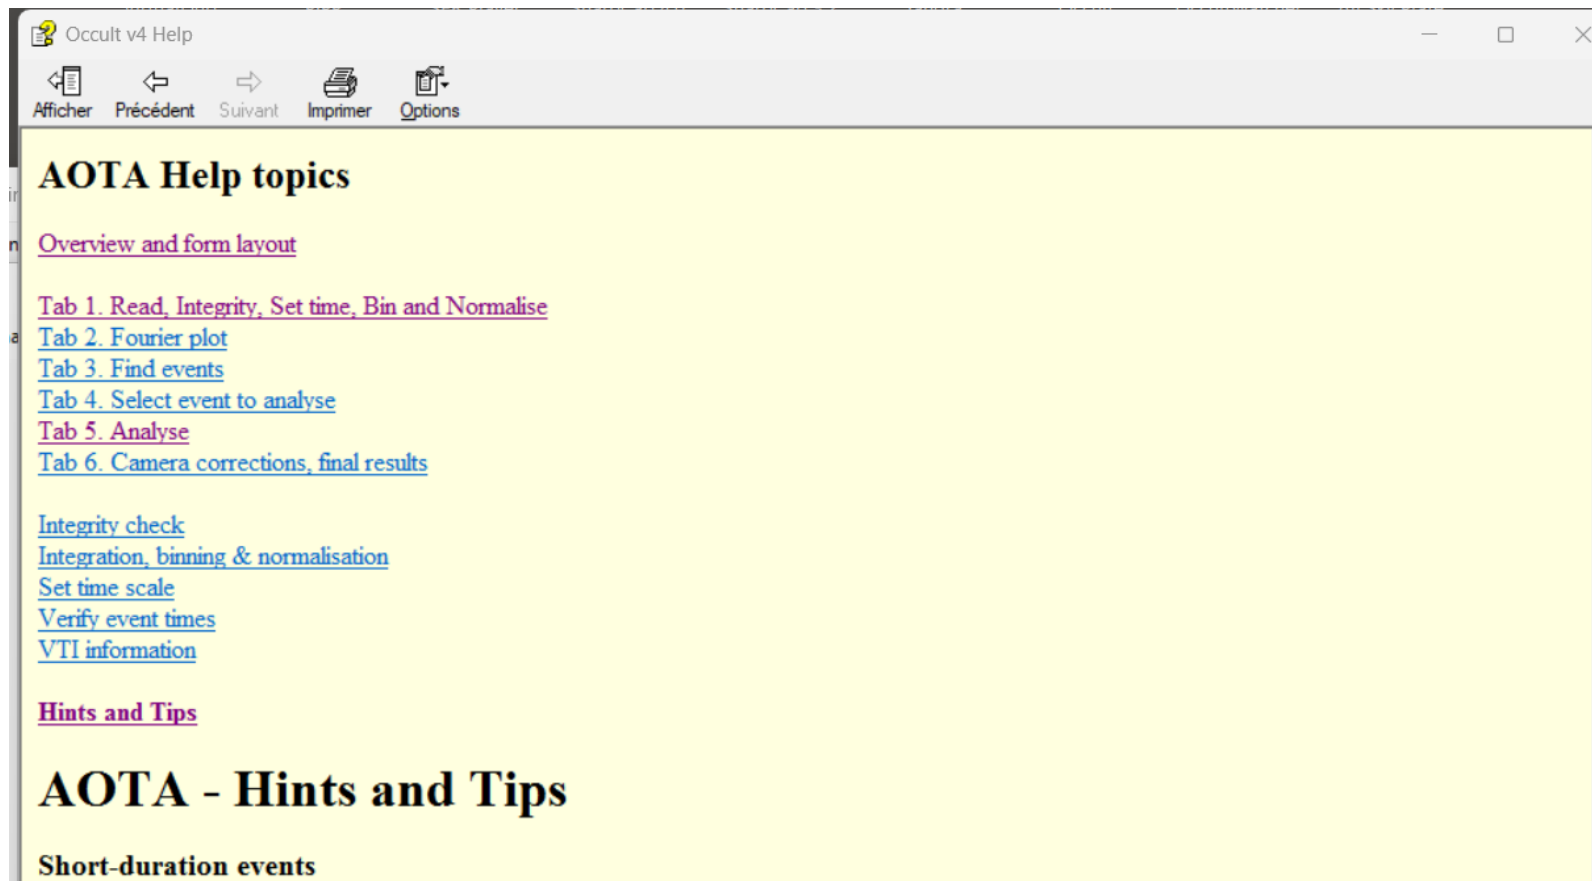 Occult v4 Help
Afficher Précédent Suivant Imprimer Options
AOTA Help topics
Overview and form layout
Tab 1. Read, Integrity, Set time, Bin and Normalise
Tab 2. Fourier plot
Tab 3. Find events
Tab 4. Select event to analyse
Tab 5. Analyse
Tab 6. Camera corrections, final results
Integrity check
Integration, binning & normalisation
Set time scale
Verify event times
VTI information
Hints and Tips
AOTA - Hints and Tips
Short-duration events